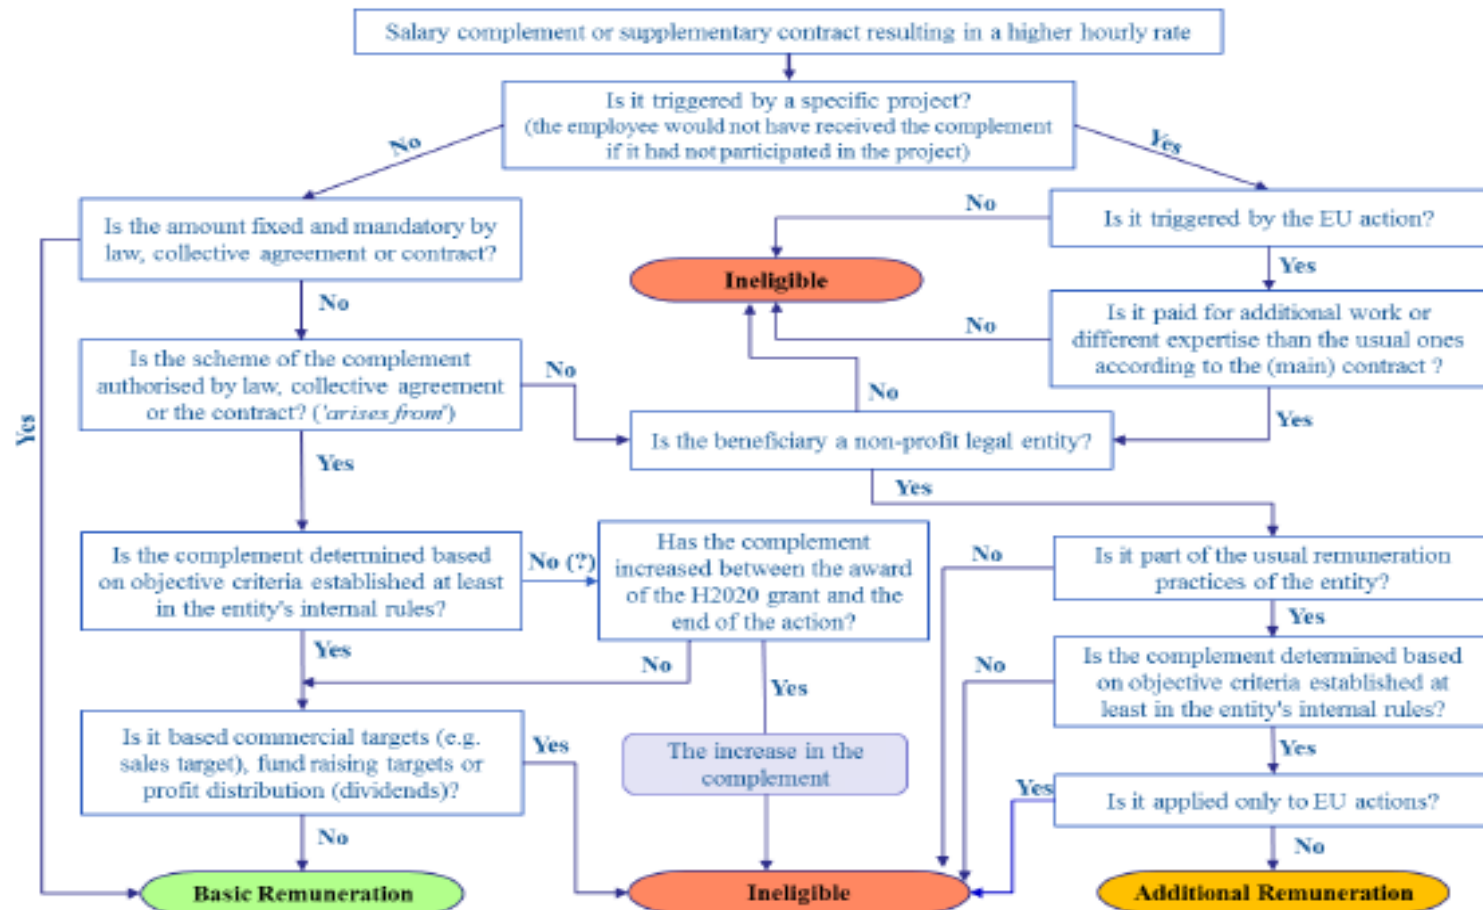 Salary complement or supplementary contract resulting in a higher hourly rate
Is it triggered by a specific project?
(the employee would not have received the complement
if it had not participated in the project)
No
Yes
Is the amount fixed and mandatory by
law, collective agreement or contract?
No
Is it triggered by the EU action?
Ineligible
Yes
No
Is it paid for additional work or
different expertise than the usual ones
according to the (main) contract ?
No
Is the scheme of the complement
authorised by law, collective agreement
or the contract? ('arises from')
No
No
Yes
Yes
Is the beneficiary a non-profit legal entity?
Yes
Yes
Is the complement determined based
on objective criteria established at least
in the entity's internal rules?
No (?)
Has the complement
increased between the award
of the H2020 grant and the
end of the action?
No
Is it part of the usual remuneration
practices of the entity?
Yes
Yes
No
Yes
No
Is the complement determined based
on objective criteria established at
least in the entity's internal rules?
Is it based commercial targets (e.g.
sales target), fund raising targets or
profit distribution (dividends)?
Yes
The increase in the
complement
Yes
Yes
Is it applied only to EU actions?
No
No
Basic Remuneration
Ineligible
Additional Remuneration